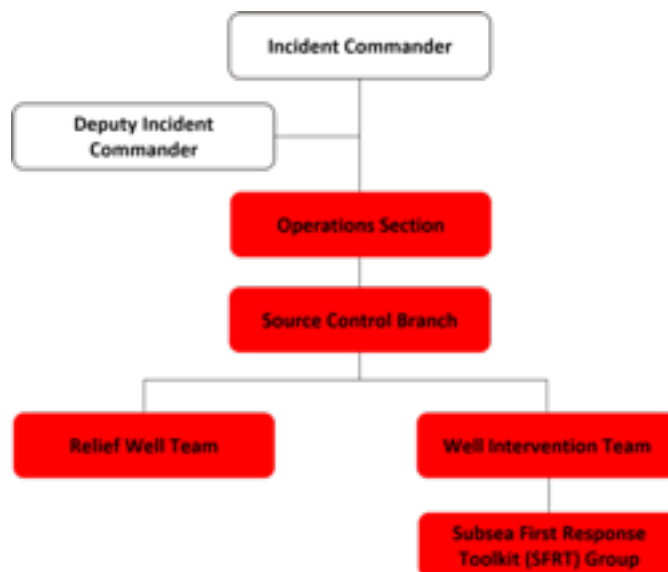 Incident Commander
Deputy Incident
Commander
Operations Section
Source Control Branch
Relief Well Team
Well Intervention Team
Subsea First Response
Toolkit (SFRT) Group